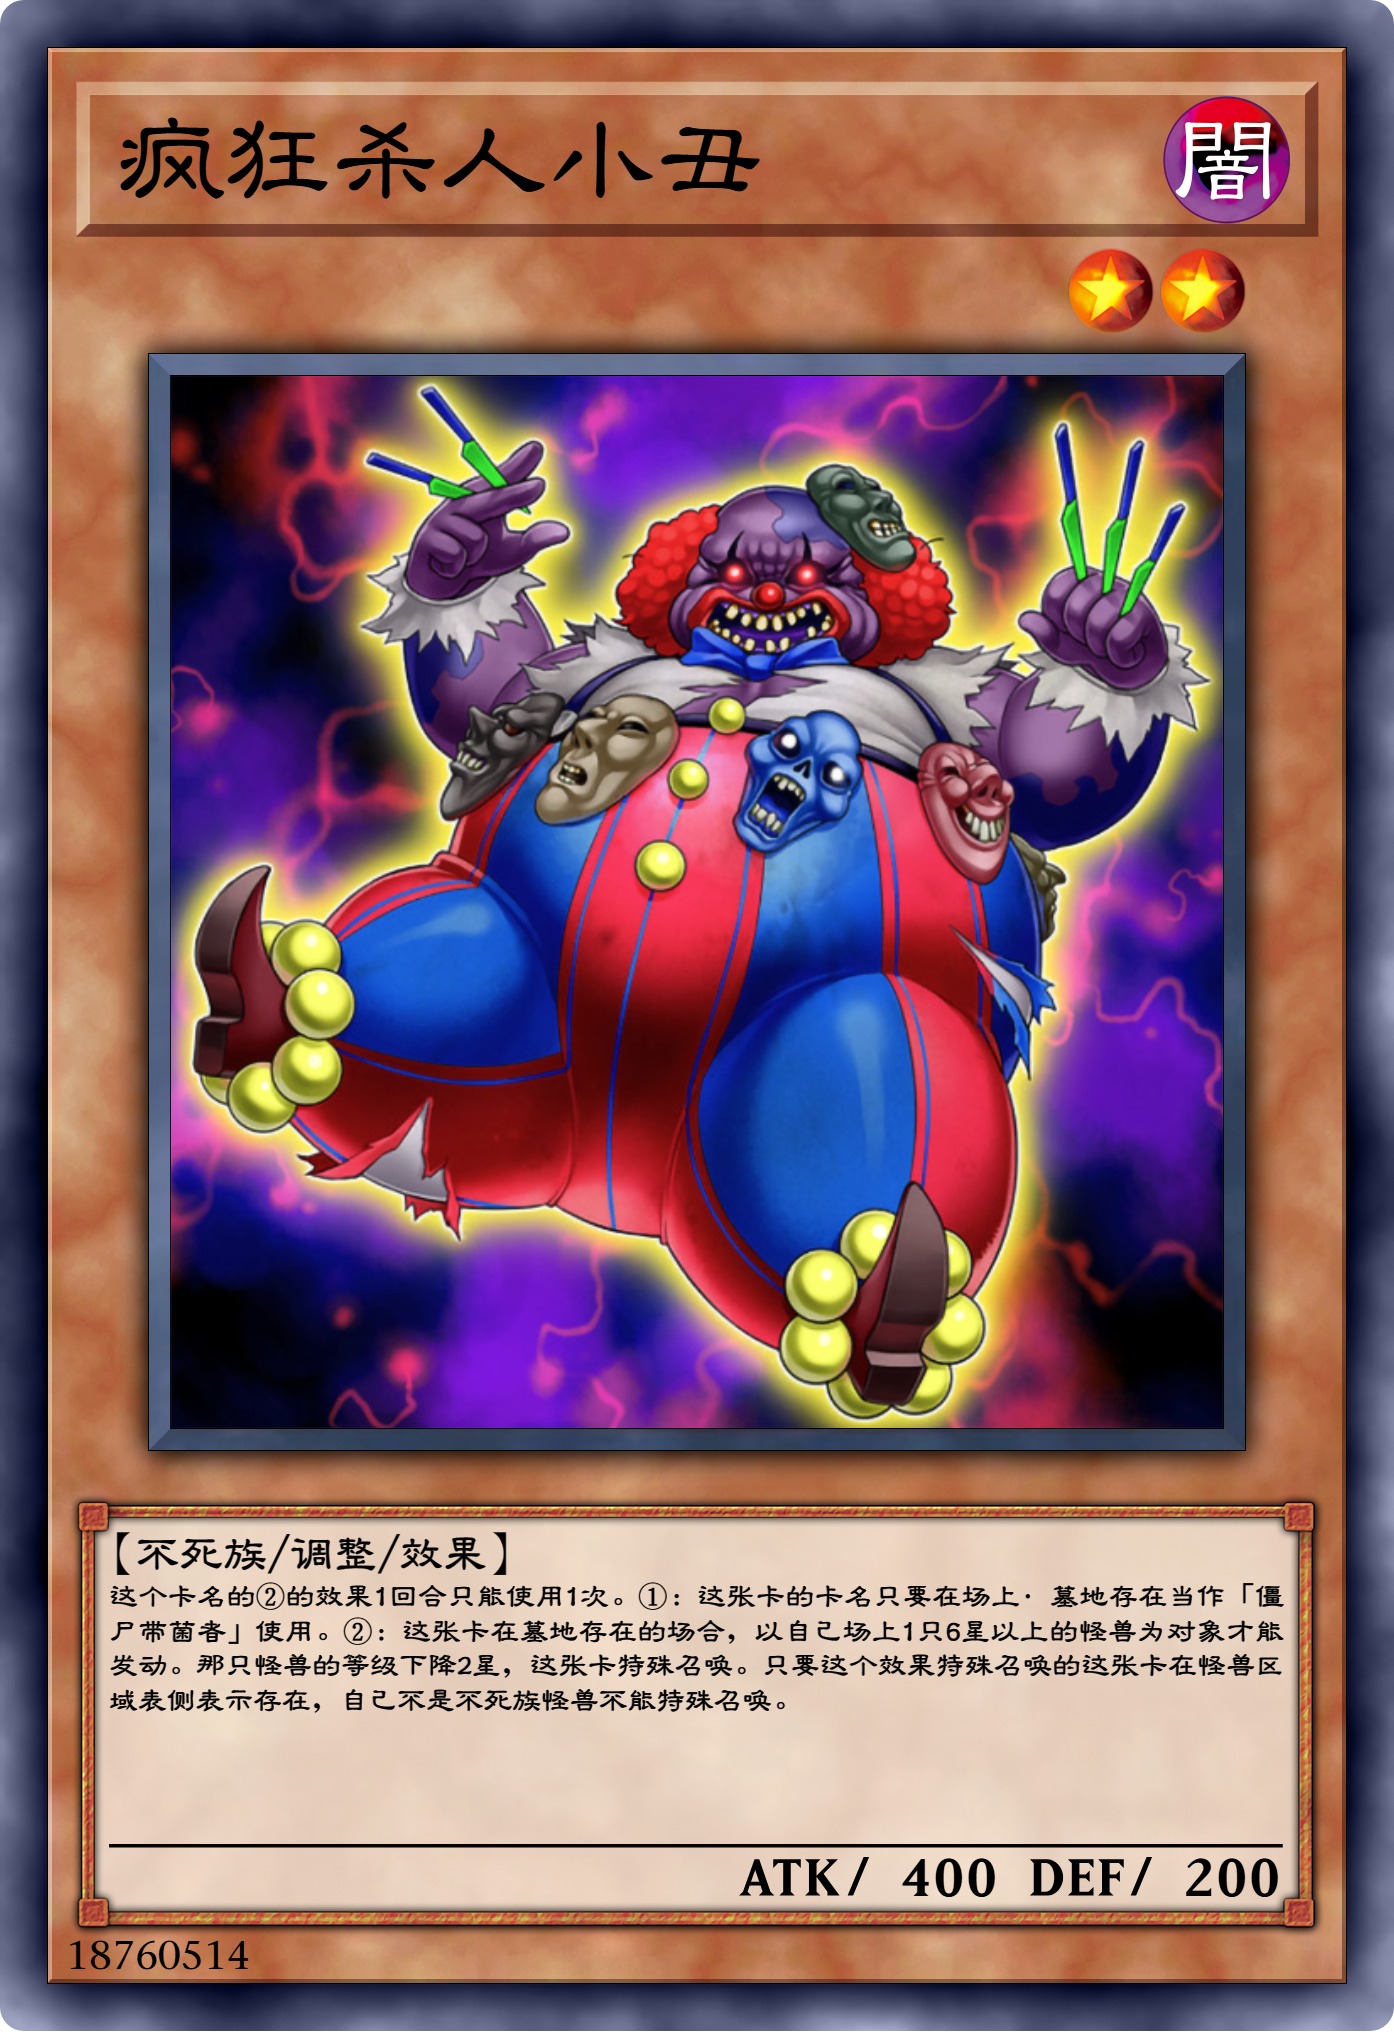 疯狂杀人小丑
闇
【不死族/调整/效果】
这个卡名的②的效果1回合只能使用1次。①：这张卡的卡名只要在场上·墓地存在当作「僵
尸带菌者」使用。②：这张卡在墓地存在的场合，以自己场上1只6星以上的怪兽为对象才能
发动。那只怪兽的等级下降2星，这张卡特殊召唤。只要这个效果特殊召唤的这张卡在怪兽区
域表侧表示存在，自己不是不死族怪兽不能特殊召唤。
ATK/ 400 DEF/ 200
18760514